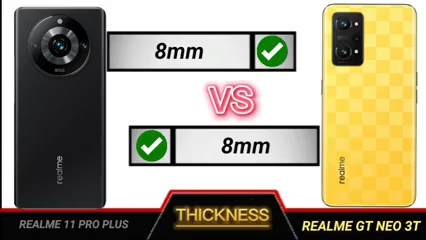 8mm
VS
8mm
realme
realme
THICKNESS
REALME 11 PRO PLUS
REALME GT NEO 3T